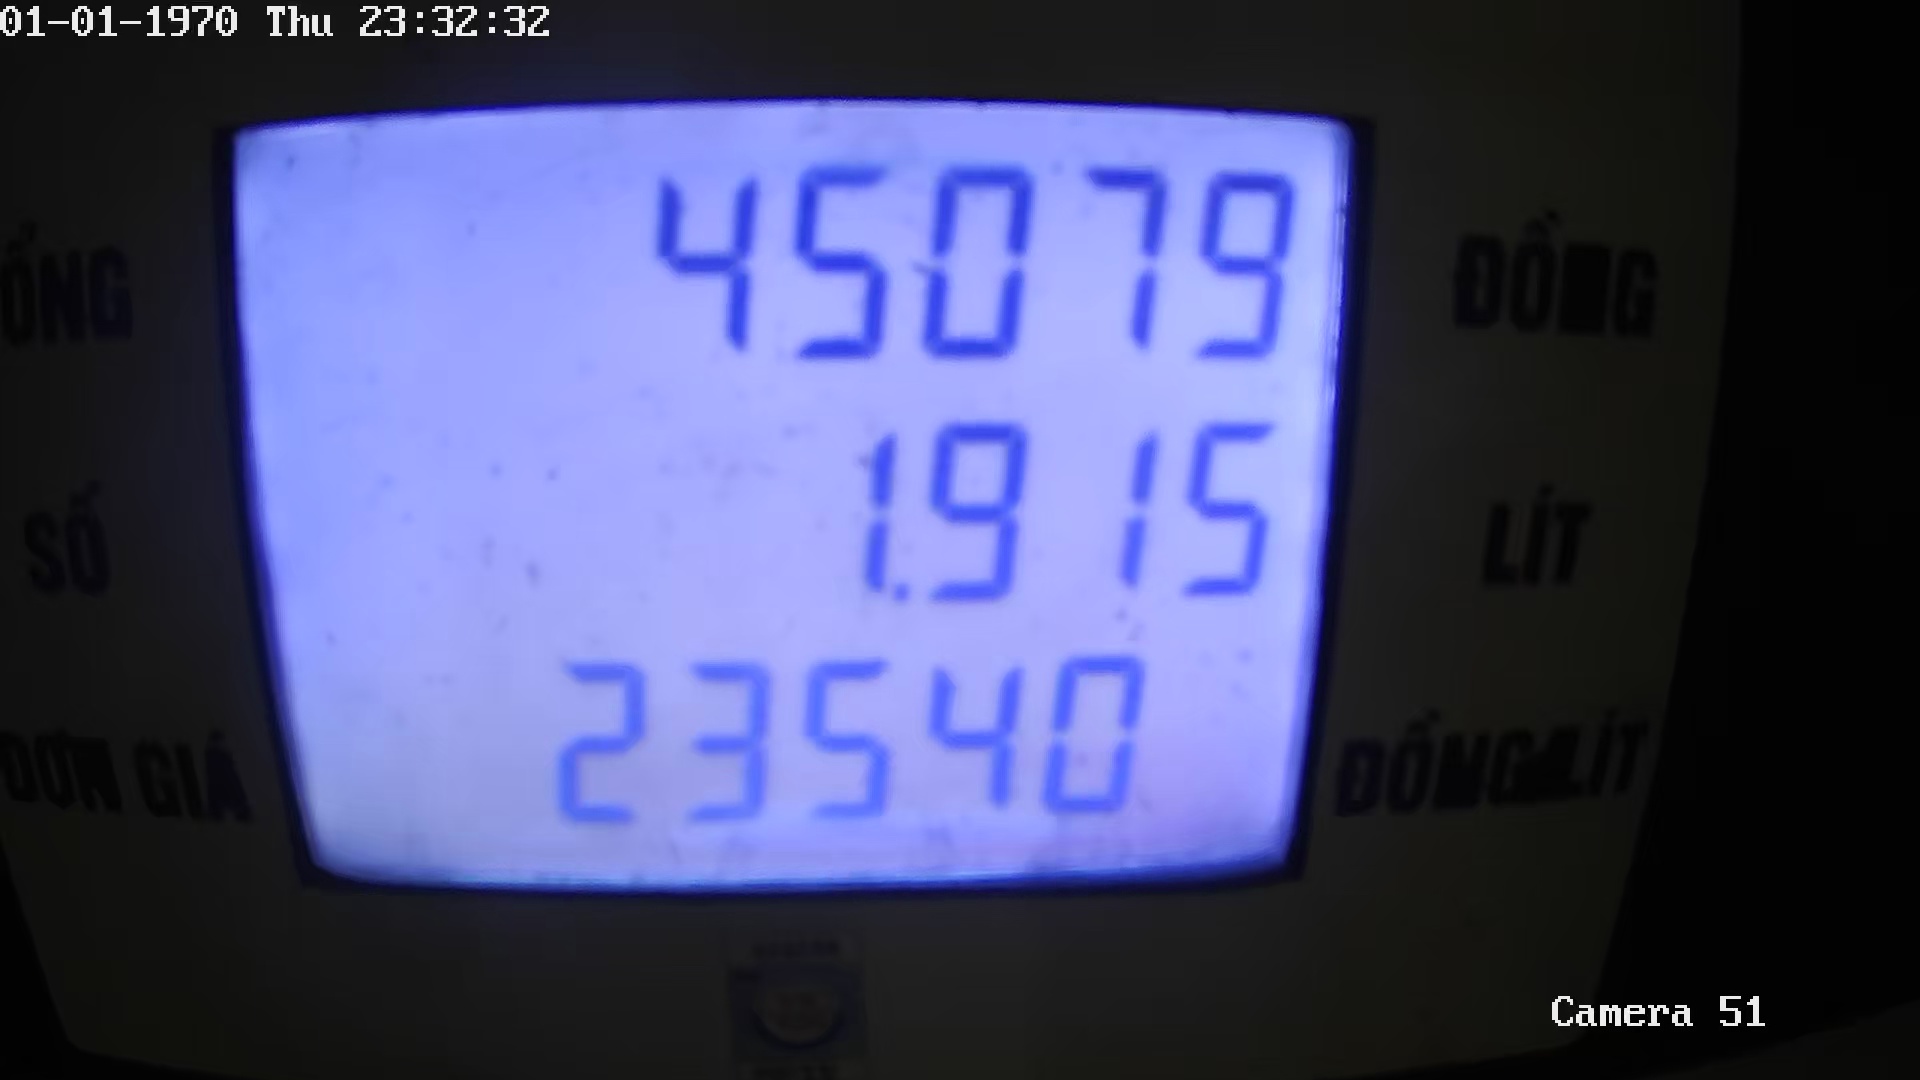 01-01-1970 Thu 23:32:32
45079
ĐỒNG
1.915
SỐ
LÍT
23540
ĐƠN GIÁ
ĐỒNG/LÍT
Camera 51